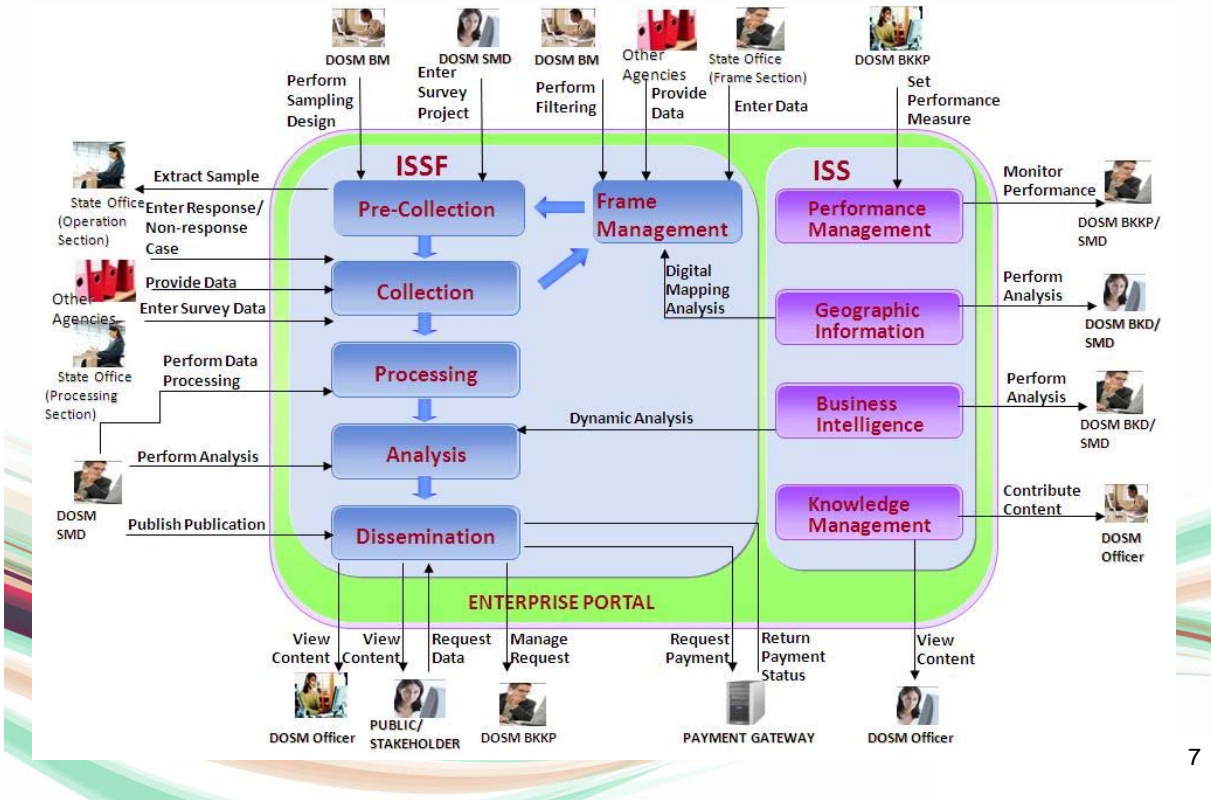 DOSM BM
DOSM SMD
DOSM BM
Other
Agencies
State Office
(Frame Section)
DOSM BKKP
Perform
Sampling
Design
Enter
Survey
Project
Perform
Filtering
Provide
Data
Enter Data
Set
Performance
Measure
ISSF
ISS
Extract Sample
State Office
(Operation
Section)
Enter Response/
Non-response
Case
Pre-Collection
Frame
Management
Performance
Management
Monitor
Performance
DOSM BKKP/
SMD
Provide Data
Other
Agencies
Enter Survey Data
Collection
Digital
Mapping
Analysis
Geographic
Information
Perform
Analysis
DOSM BKD/
SMD
State Office
(Processing
Section)
Perform Data
Processing
Processing
Business
Intelligence
Perform
Analysis
DOSM BKD/
SMD
Dynamic Analysis
Perform Analysis
Analysis
DOSM
SMD
Publish Publication
Dissemination
Knowledge
Management
Contribute
Content
DOSM
Officer
ENTERPRISE PORTAL
View
Content
View
Content
Request
Data
Manage
Request
Request
Payment
Return
Payment
Status
View
Content
DOSM Officer
PUBLIC/
STAKEHOLDER
DOSM BKKP
PAYMENT GATEWAY
DOSM Officer
7